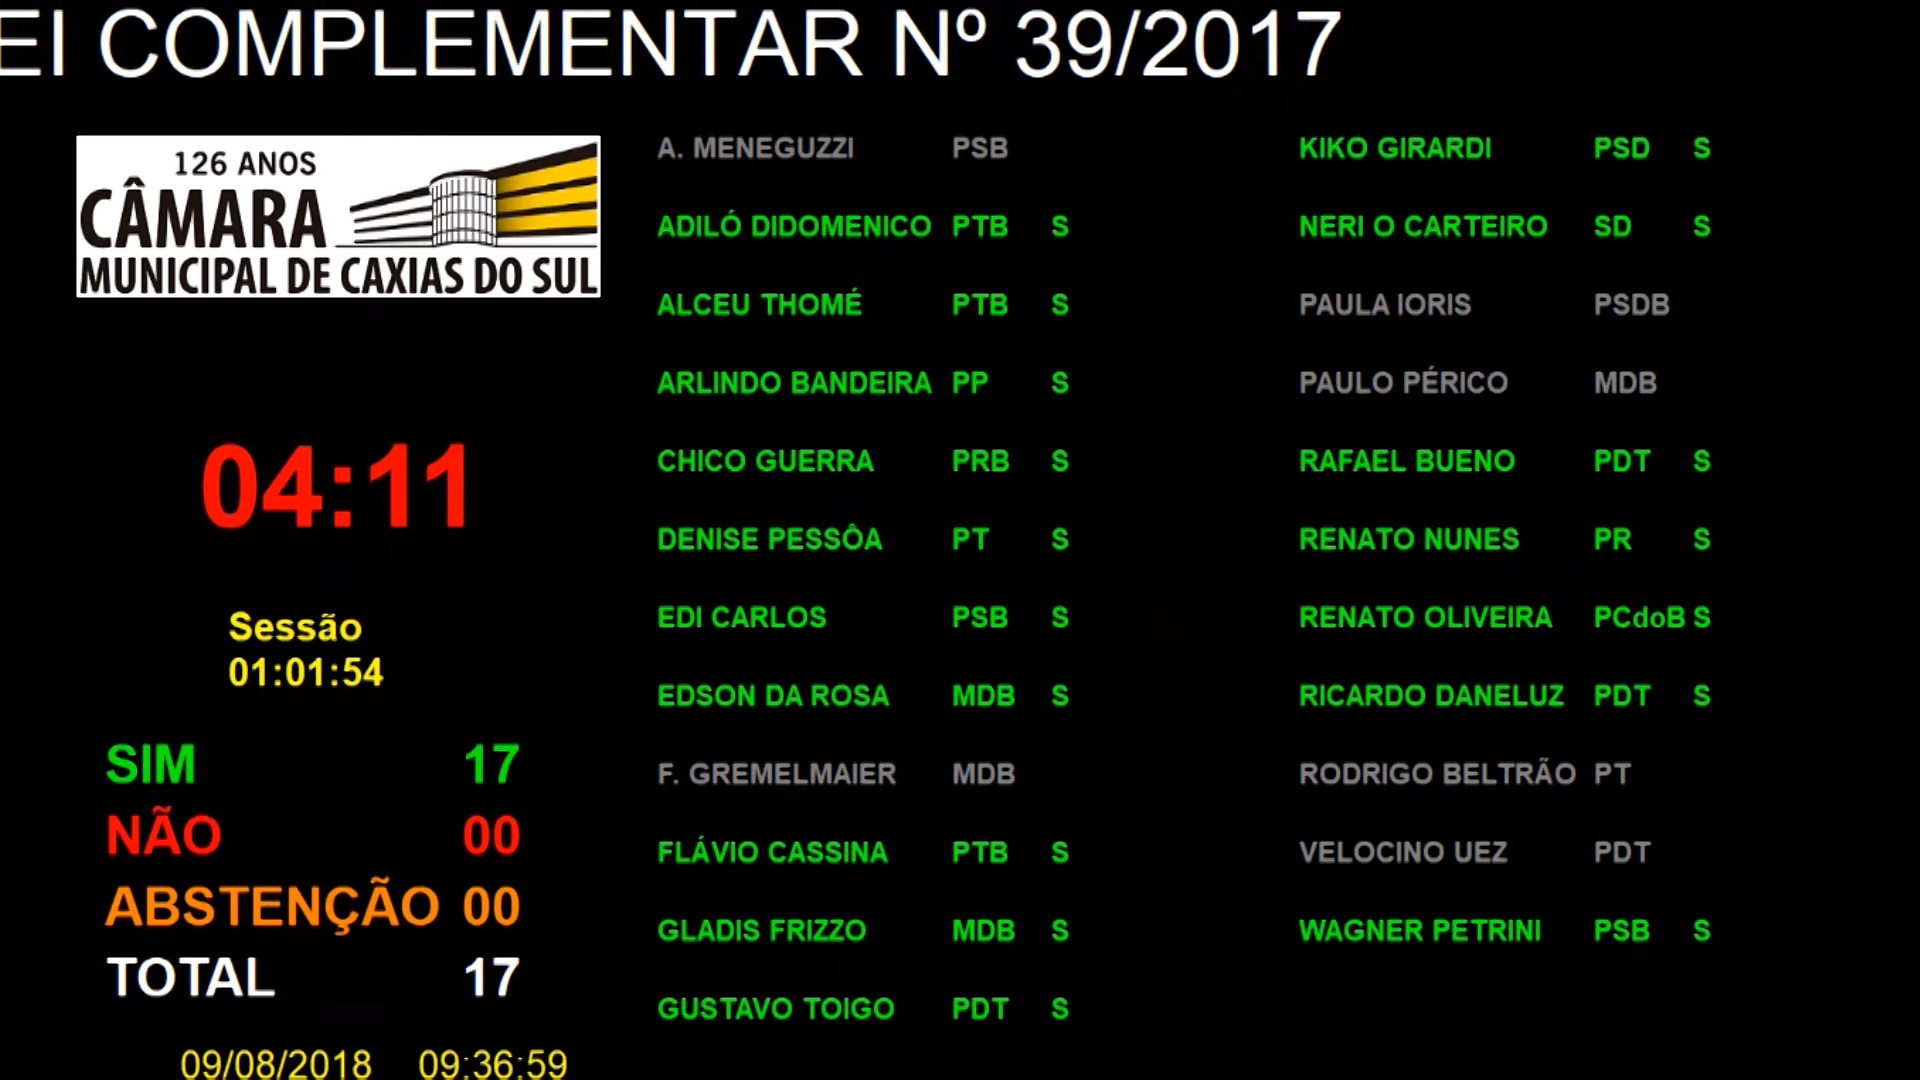 EI COMPLEMENTAR Nº 39/2017
126 ANOS
CÂMARA
MUNICIPAL DE CAXIAS DO SUL
04:11
Sessão
01:01:54
SIM 17
NÃO 00
ABSTENÇÃO 00
TOTAL 17
09/08/2018 09:36:59
A. MENEGUZZI PSB
ADILÓ DIDOMENICO PTB S
ALCEU THOMÉ PTB S
ARLINDO BANDEIRA PP S
CHICO GUERRA PRB S
DENISE PESSÔA PT S
EDI CARLOS PSB S
EDSON DA ROSA MDB S
F. GREMELMAIER MDB
FLÁVIO CASSINA PTB S
GLADIS FRIZZO MDB S
GUSTAVO TOIGO PDT S
KIKO GIRARDI PSD S
NERI O CARTEIRO SD S
PAULA IORIS PSDB
PAULO PÉRICO MDB
RAFAEL BUENO PDT S
RENATO NUNES PR S
RENATO OLIVEIRA PCdoB S
RICARDO DANELUZ PDT S
RODRIGO BELTRÃO PT
VELOCINO UEZ PDT
WAGNER PETRINI PSB S